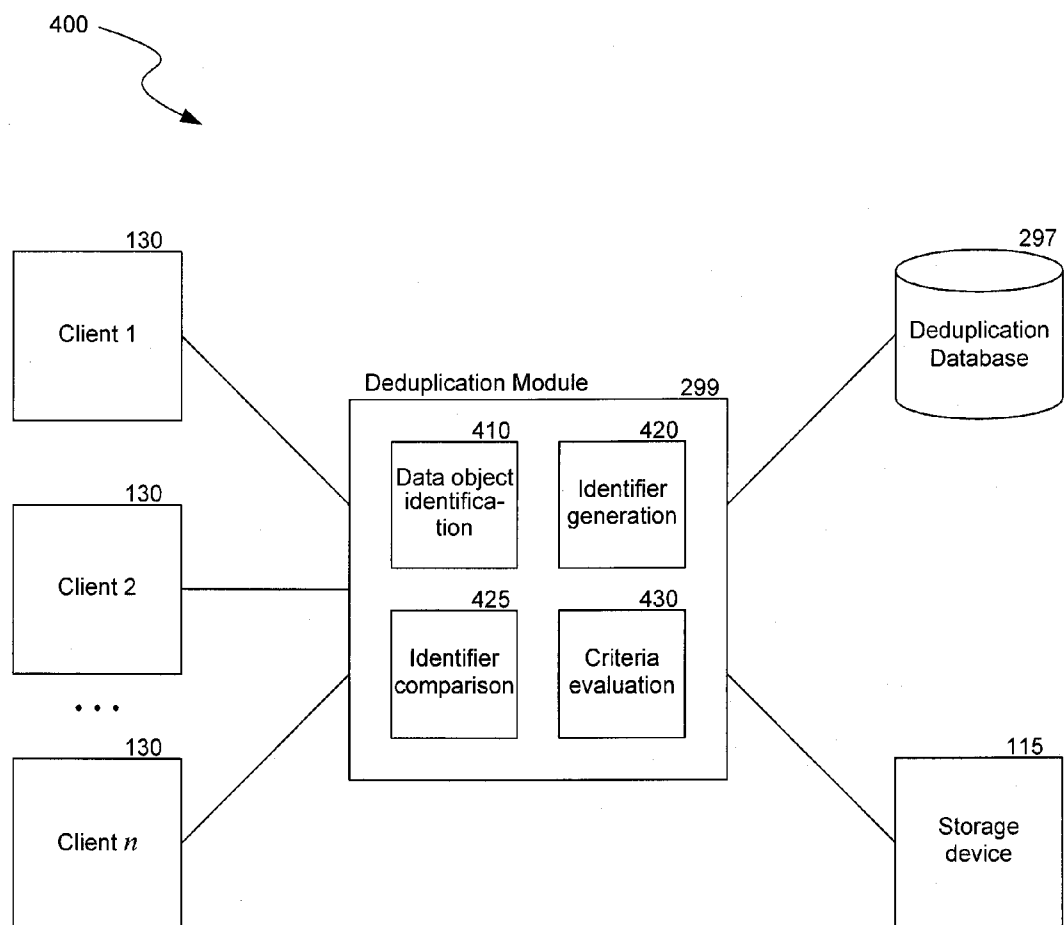 400
130
Client 1
297
Deduplication
Database
Deduplication Module
299
410
Data object
identifica-
tion
420
Identifier
generation
130
Client 2
425
Identifier
comparison
430
Criteria
evaluation
...
130
Client n
115
Storage
device